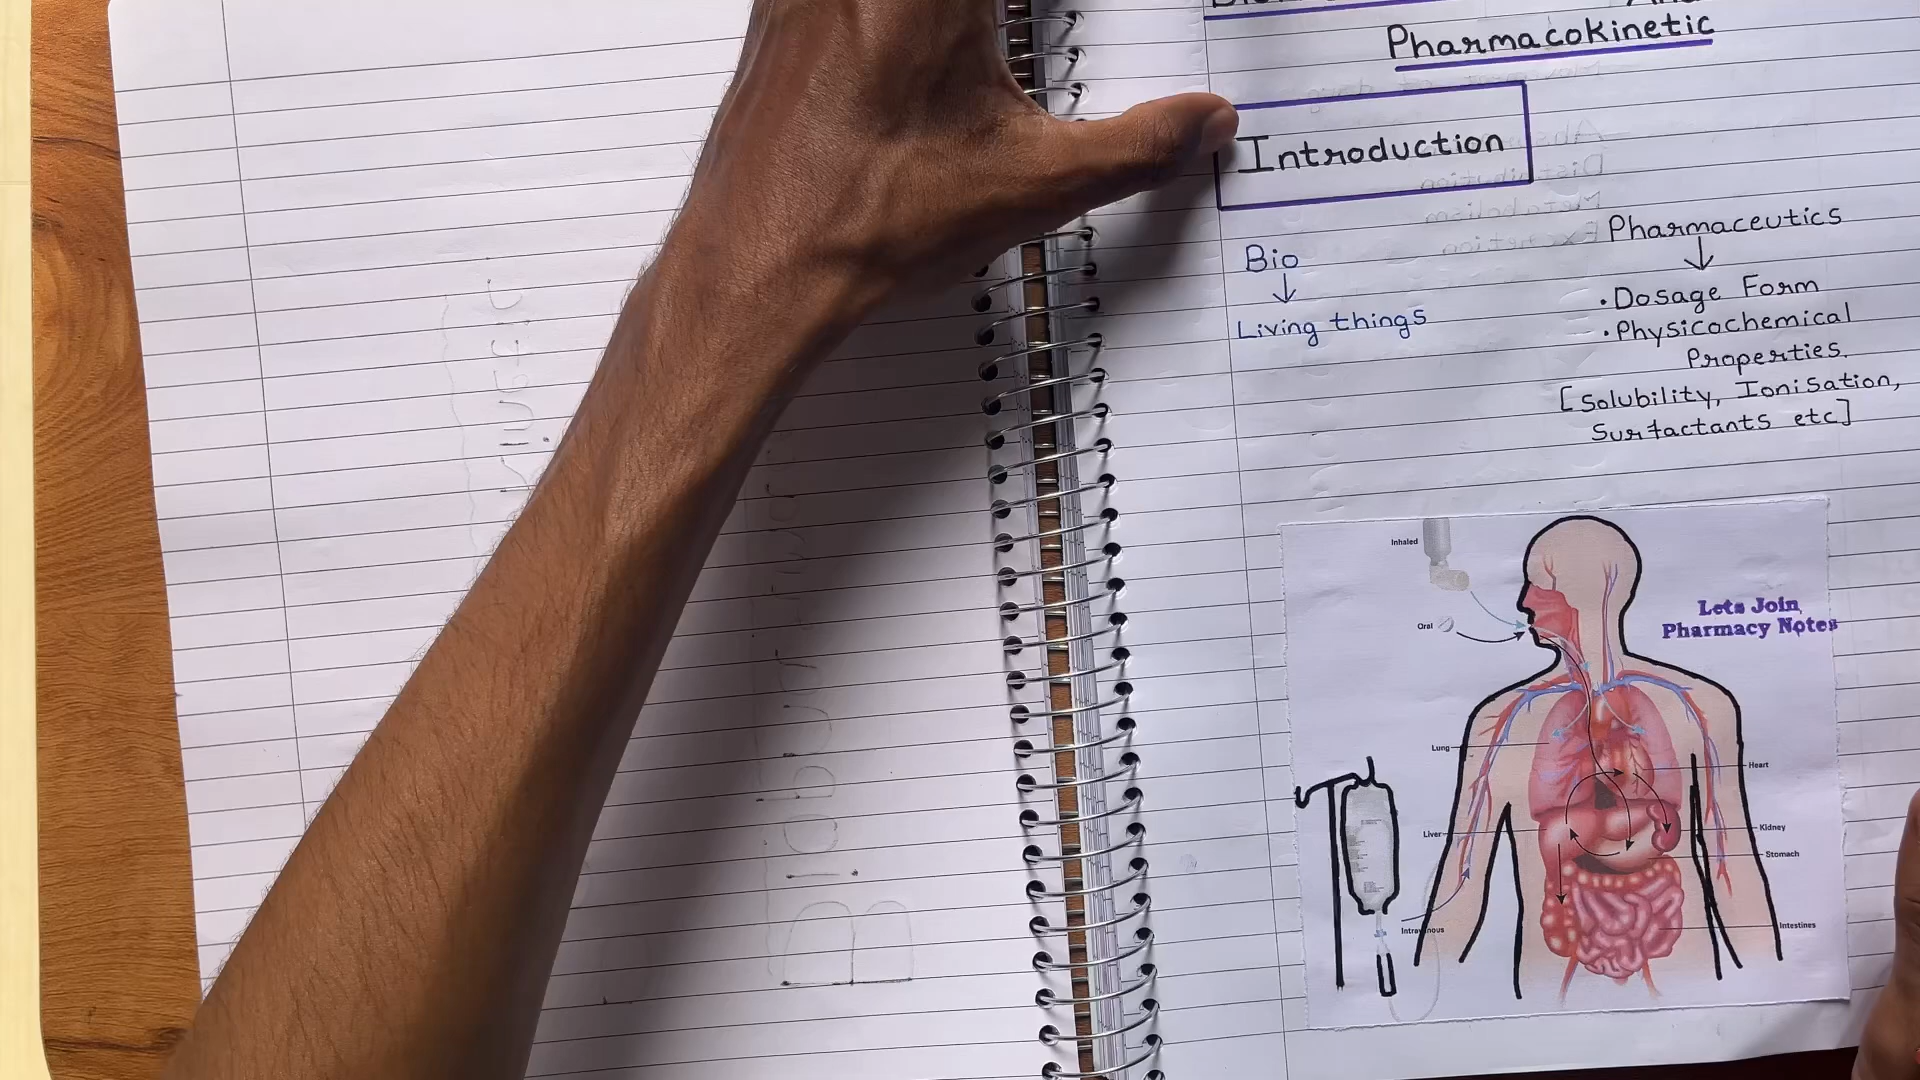 Pharmacokinetic
Introduction
Bio
↓
Living things
Pharmaceutics
↓
• Dosage Form
• Physicochemical
Properties.
[Solubility, Ionisation,
Surfactants etc]
Inhaled
Oral
Lets Join
Pharmacy Notes
Lung
Heart
Liver
Kidney
Stomach
Intestines